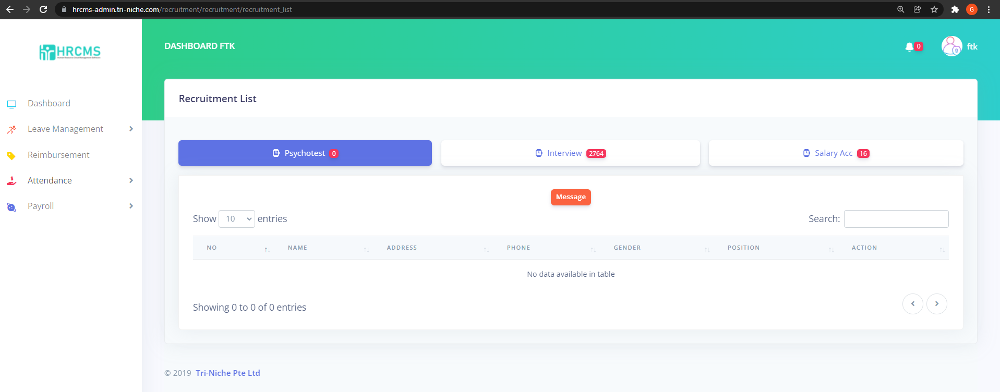 hrcms-admin.tri-niche.com/recruitment/recruitment/recruitment_list
G
HRCMS
DASHBOARD FTK
0
ftk
Dashboard
Leave Management
Reimbursement
Attendance
Payroll
Recruitment List
Psychotest 0
Interview 2764
Salary Acc 16
Message
Show 10 entries
Search:
NO NAME ADDRESS PHONE GENDER POSITION ACTION
No data available in table
Showing 0 to 0 of 0 entries
© 2019 Tri-Niche Pte Ltd